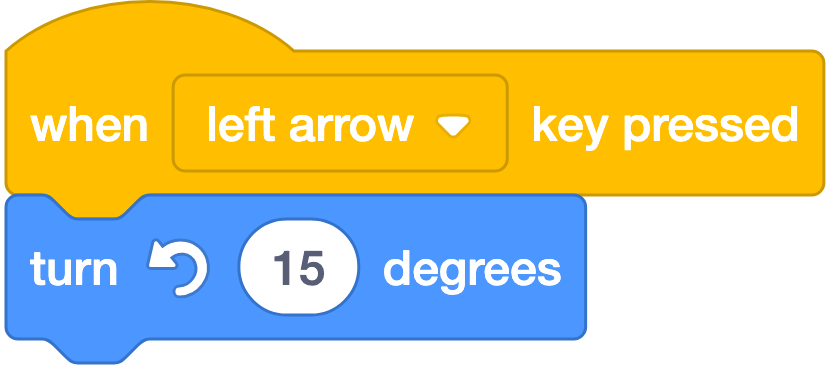 when left arrow key pressed
turn 15 degrees